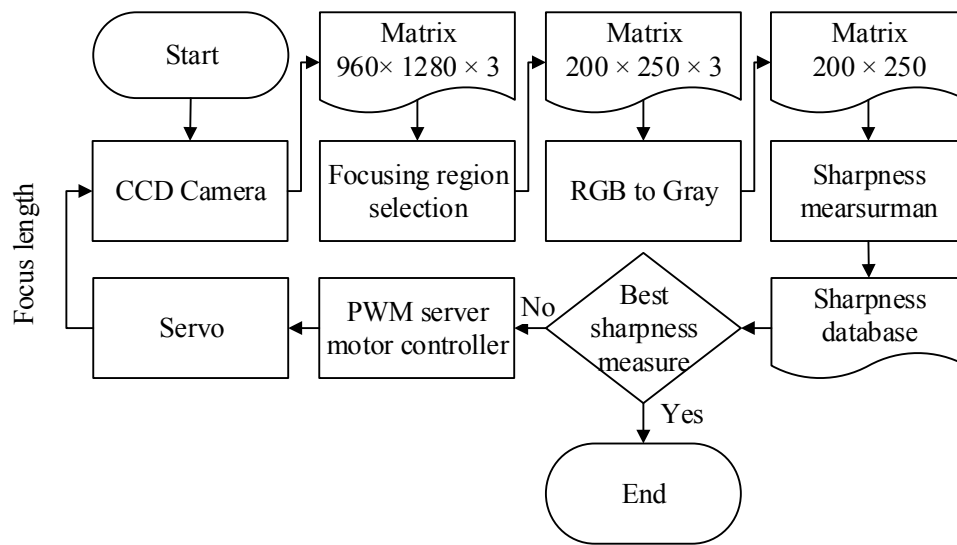 Start
Matrix
960× 1280 × 3
Matrix
200 × 250 × 3
Matrix
200 × 250
CCD Camera
Focusing region
selection
RGB to Gray
Sharpness
mearsurman
Focus length
Servo
PWM server
motor controller
No
Best
sharpness
measure
Sharpness
database
Yes
End